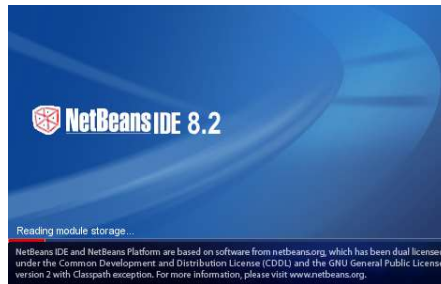 NetBeans IDE 8.2
Reading module storage...
NetBeans IDE and NetBeans Platform are based on software from netbeans.org, which has been dual licensed
under the Common Development and Distribution License (CDDL) and the GNU General Public License
version 2 with Classpath exception. For more information, please visit www.netbeans.org.